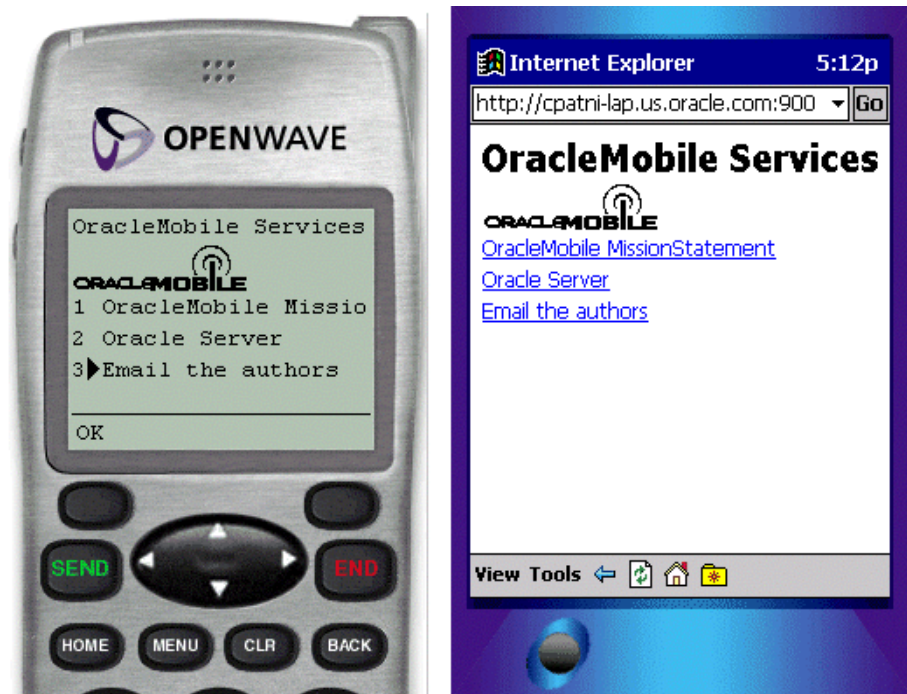 OPENWAVE
OracleMobile Services
ORACLEMOBILE
1 OracleMobile Missio
2 Oracle Server
3 Email the authors
OK
SEND
END
HOME
MENU
CLR
BACK
Internet Explorer 5:12p
http://cpatni-lap.us.oracle.com:900 Go
OracleMobile Services
ORACLEMOBILE
OracleMobile MissionStatement
Oracle Server
Email the authors
View Tools